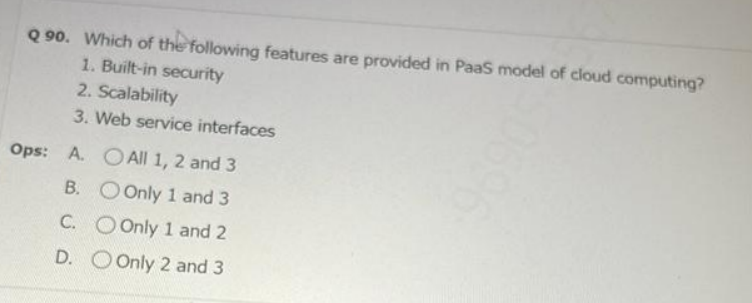 Q 90. Which of the following features are provided in PaaS model of cloud computing?
1. Built-in security
2. Scalability
3. Web service interfaces
Ops: A. All 1, 2 and 3
B. Only 1 and 3
C. Only 1 and 2
D. Only 2 and 3